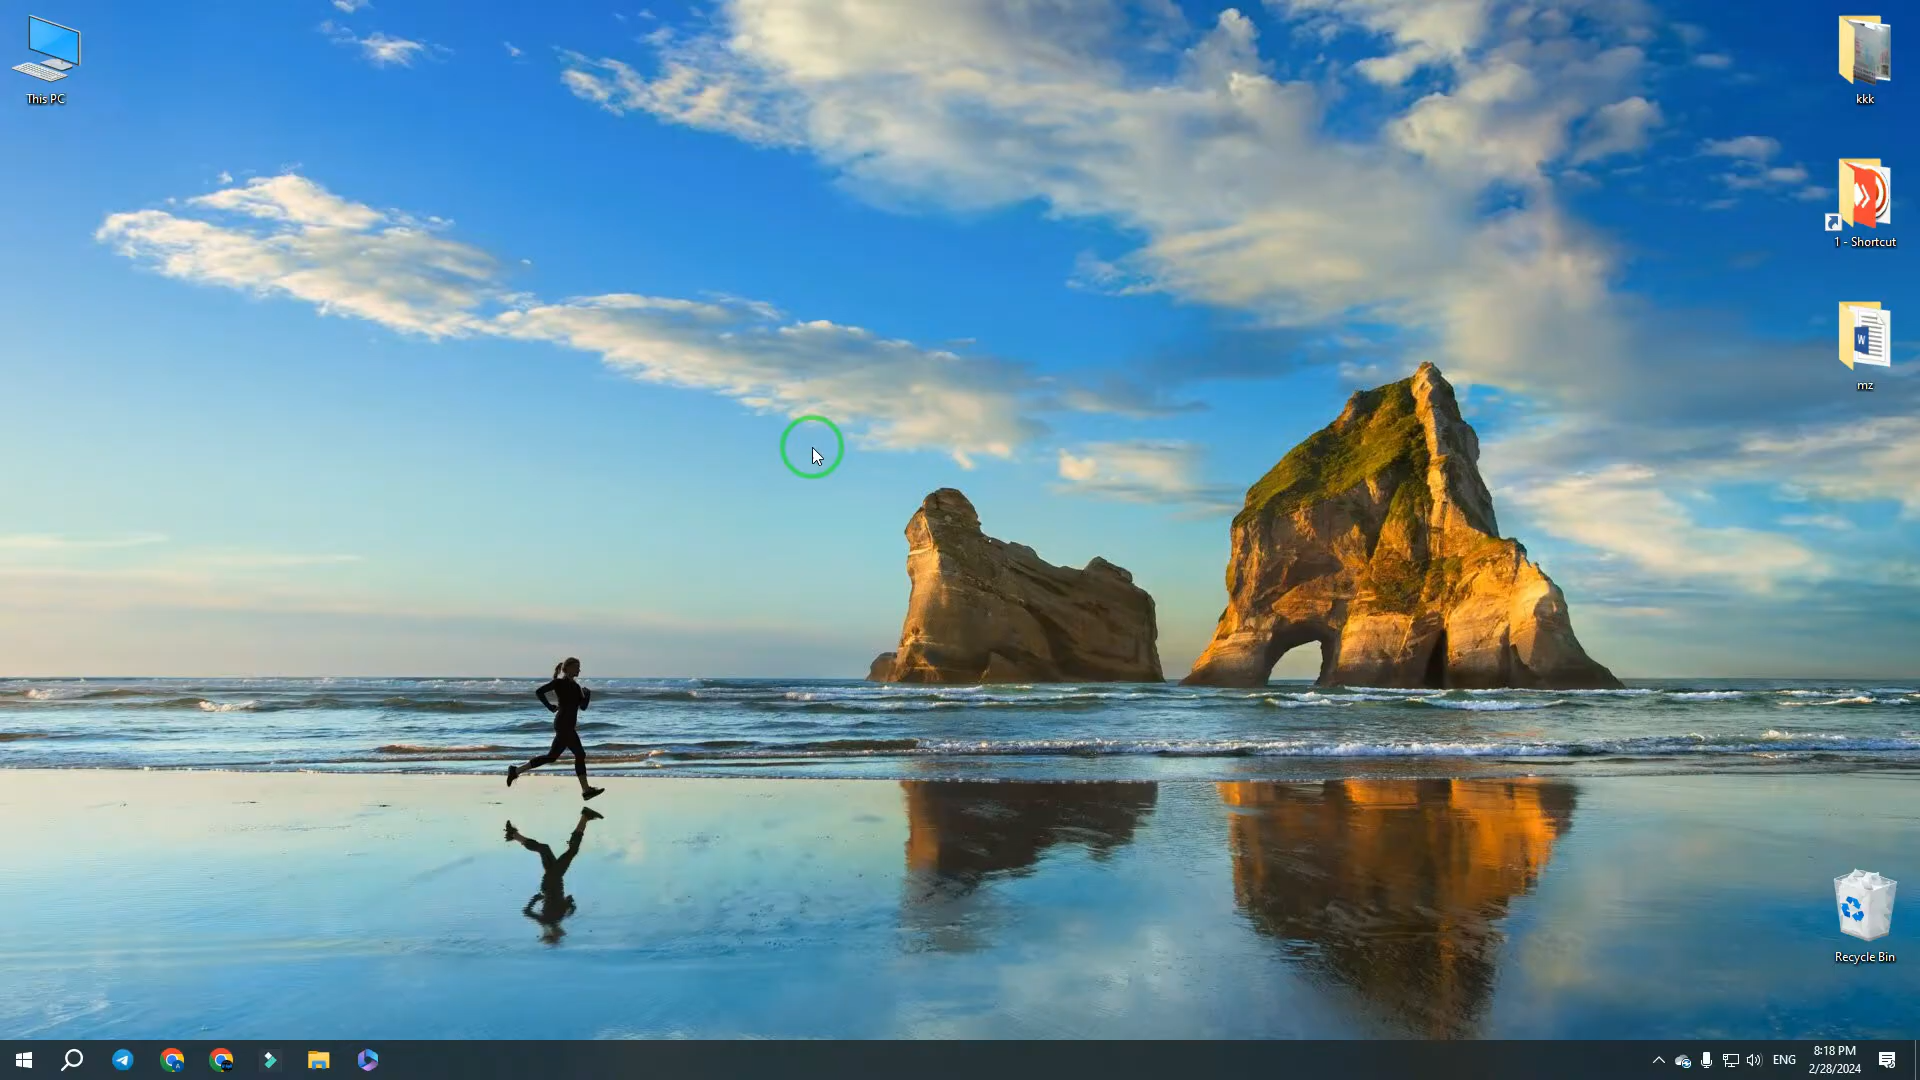 This PC
kkk
1 - Shortcut
mz
Recycle Bin
ENG
8:18 PM
2/28/2024